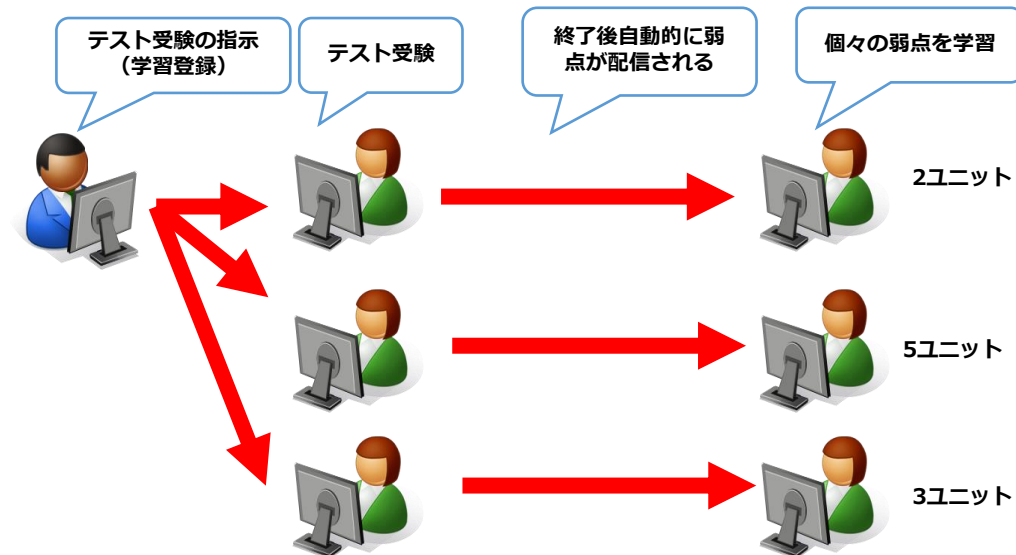 テスト受験の指示
(学習登録)
テスト受験
終了後自動的に弱
点が配信される
個々の弱点を学習
2ユニット
5ユニット
3ユニット